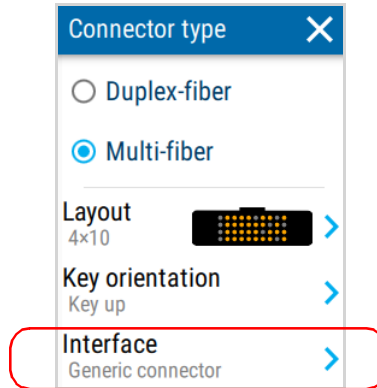 Connector type
Duplex-fiber
Multi-fiber
Layout
4×10
Key orientation
Key up
Interface
Generic connector